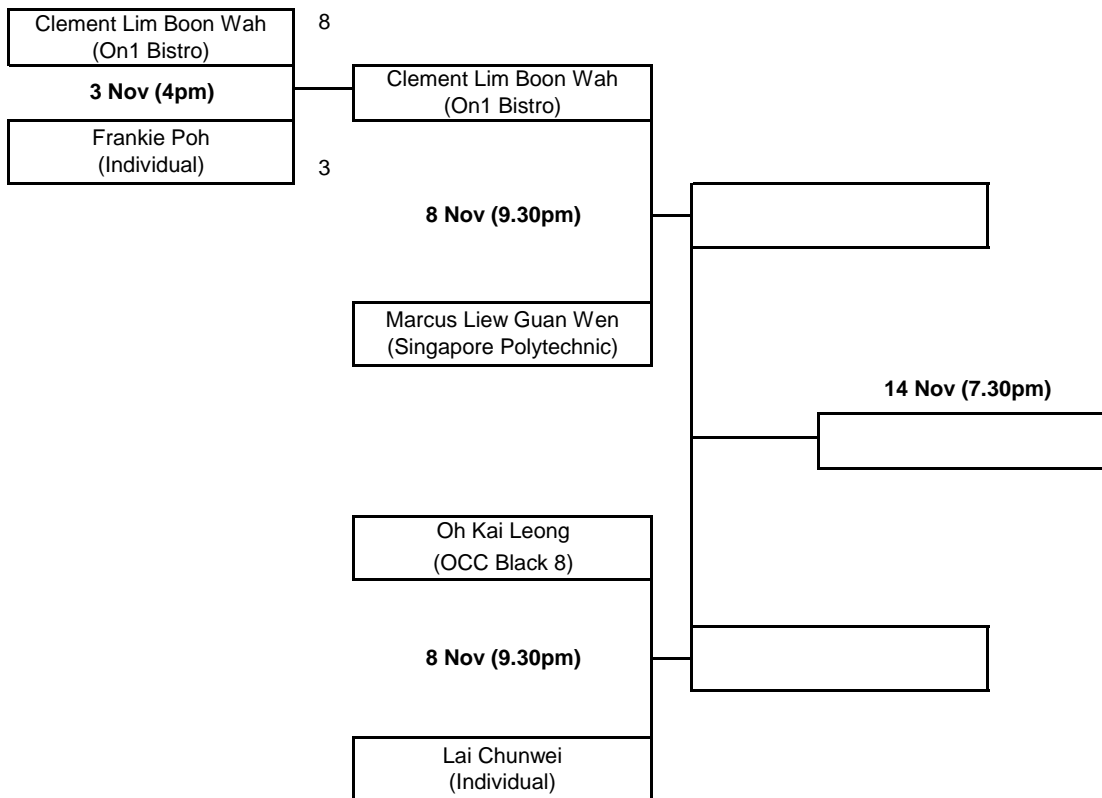 Clement Lim Boon Wah
(On1 Bistro)
8
3 Nov (4pm)
Frankie Poh
(Individual)
3
Clement Lim Boon Wah
(On1 Bistro)
8 Nov (9.30pm)
Marcus Liew Guan Wen
(Singapore Polytechnic)
14 Nov (7.30pm)
Oh Kai Leong
(OCC Black 8)
8 Nov (9.30pm)
Lai Chunwei
(Individual)